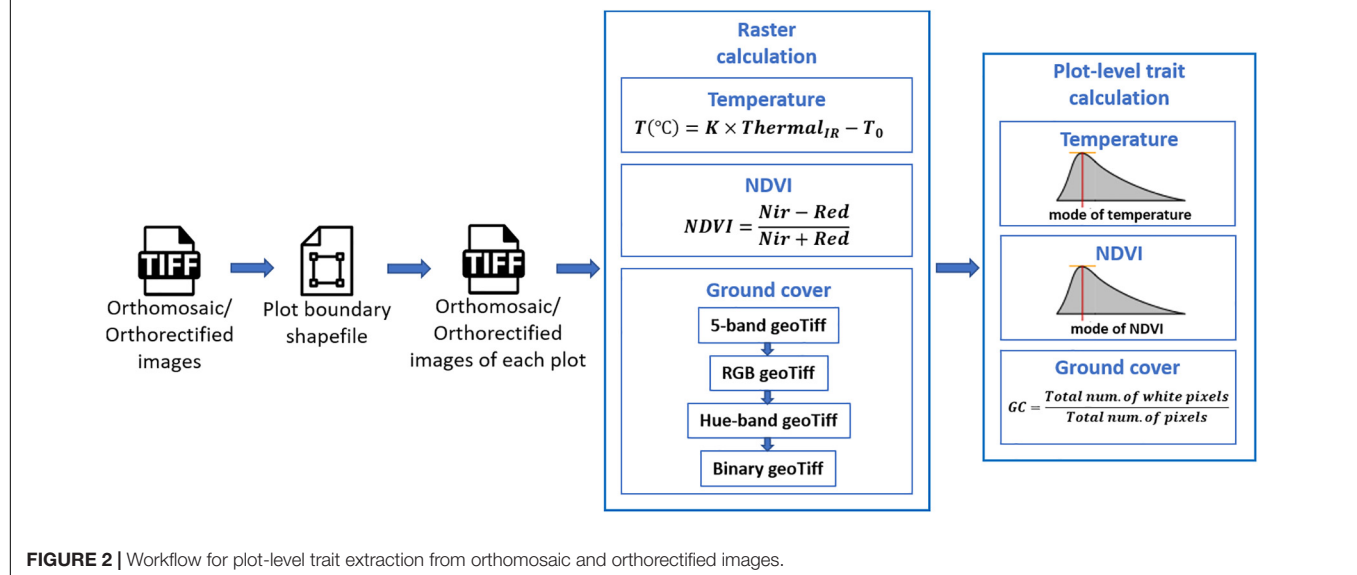 TIFF
Orthomosaic/
Orthorectified
images
Plot boundary
shapefile
TIFF
Orthomosaic/
Orthorectified
images of each plot
Raster
calculation
Temperature
T(°C) = K × Thermal_IR − T_0
NDVI
NDVI = (Nir − Red) / (Nir + Red)
Ground cover
5-band geoTiff
RGB geoTiff
Hue-band geoTiff
Binary geoTiff
Plot-level trait
calculation
Temperature
mode of temperature
NDVI
mode of NDVI
Ground cover
GC = Total num. of white pixels / Total num. of pixels
FIGURE 2 | Workflow for plot-level trait extraction from orthomosaic and orthorectified images.